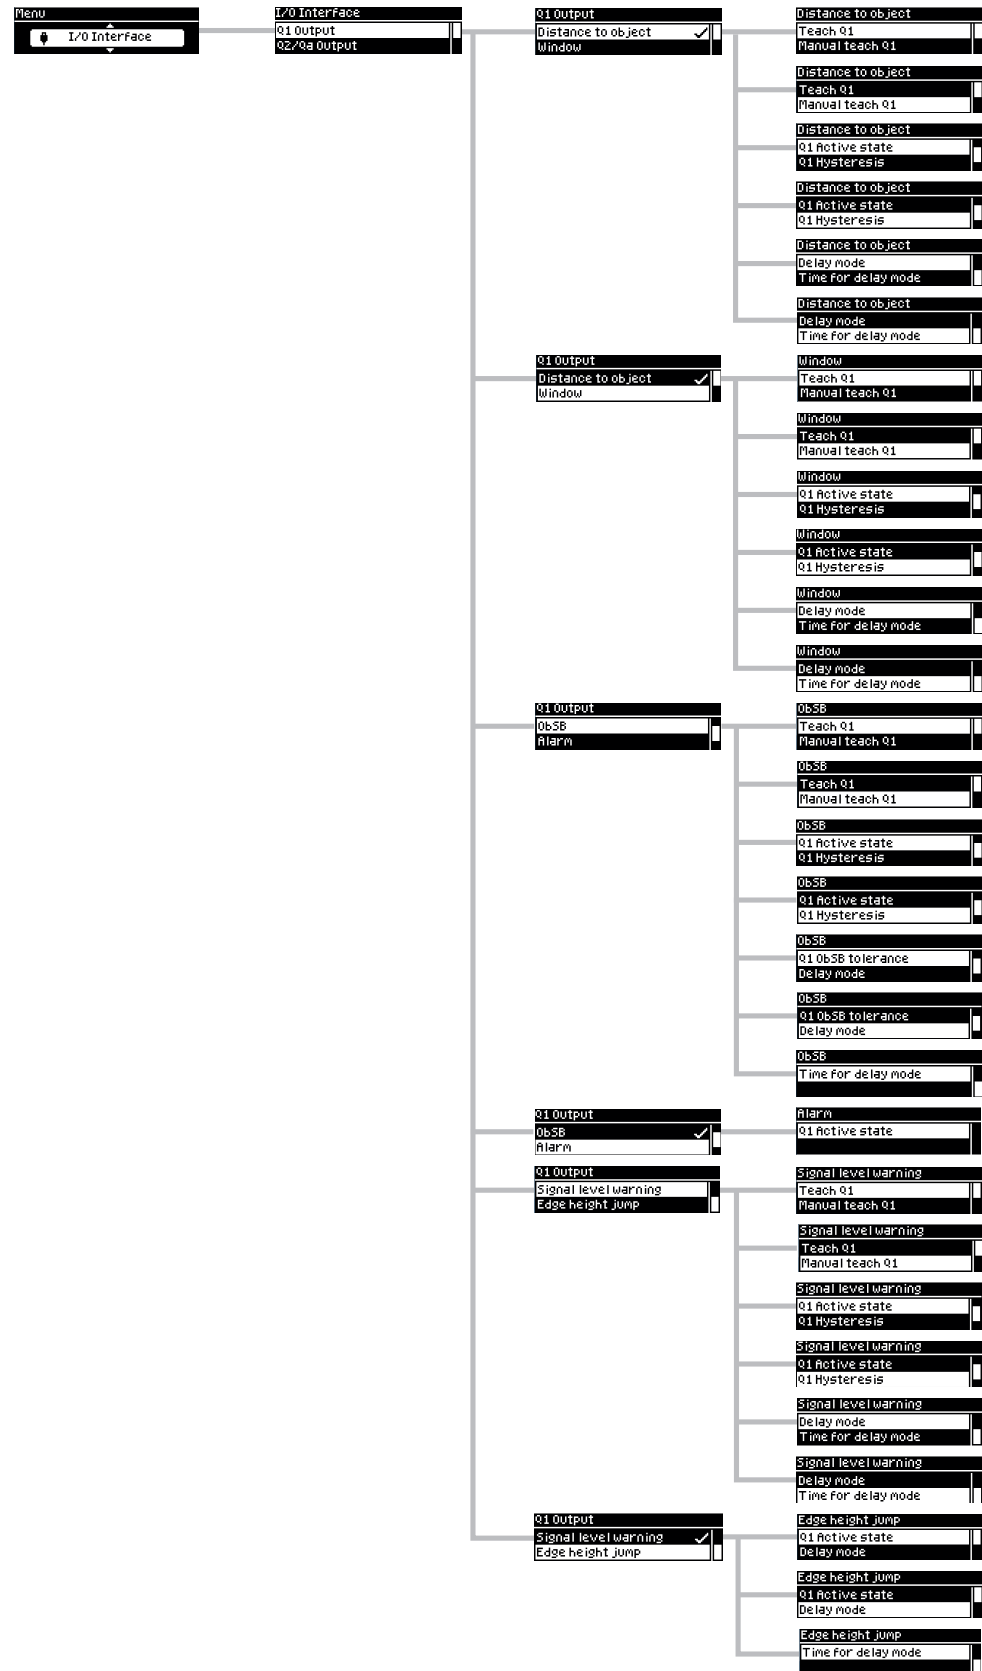 Menu
I/O Interface
I/O Interface
Q1 Output
Q2/Qa Output
Q1 Output
Distance to object
Window
Distance to object
Teach Q1
Manual teach Q1
Distance to object
Teach Q1
Manual teach Q1
Distance to object
Q1 Active state
Q1 Hysteresis
Distance to object
Q1 Active state
Q1 Hysteresis
Distance to object
Delay mode
Time for delay mode
Distance to object
Delay mode
Time for delay mode
Q1 Output
Distance to object
Window
Window
Teach Q1
Manual teach Q1
Window
Teach Q1
Manual teach Q1
Window
Q1 Active state
Q1 Hysteresis
Window
Q1 Active state
Q1 Hysteresis
Window
Delay mode
Time for delay mode
Window
Delay mode
Time for delay mode
Q1 Output
ObSB
Alarm
ObSB
Teach Q1
Manual teach Q1
ObSB
Teach Q1
Manual teach Q1
ObSB
Q1 Active state
Q1 Hysteresis
ObSB
Q1 Active state
Q1 Hysteresis
ObSB
Q1 ObSB tolerance
Delay mode
ObSB
Q1 ObSB tolerance
Delay mode
ObSB
Time for delay mode
Q1 Output
ObSB
Alarm
Alarm
Q1 Active state
Q1 Output
Signal level warning
Edge height jump
Signal level warning
Teach Q1
Manual teach Q1
Signal level warning
Teach Q1
Manual teach Q1
Signal level warning
Q1 Active state
Q1 Hysteresis
Signal level warning
Q1 Active state
Q1 Hysteresis
Signal level warning
Delay mode
Time for delay mode
Signal level warning
Delay mode
Time for delay mode
Q1 Output
Signal level warning
Edge height jump
Edge height jump
Q1 Active state
Delay mode
Edge height jump
Q1 Active state
Delay mode
Edge height jump
Time for delay mode